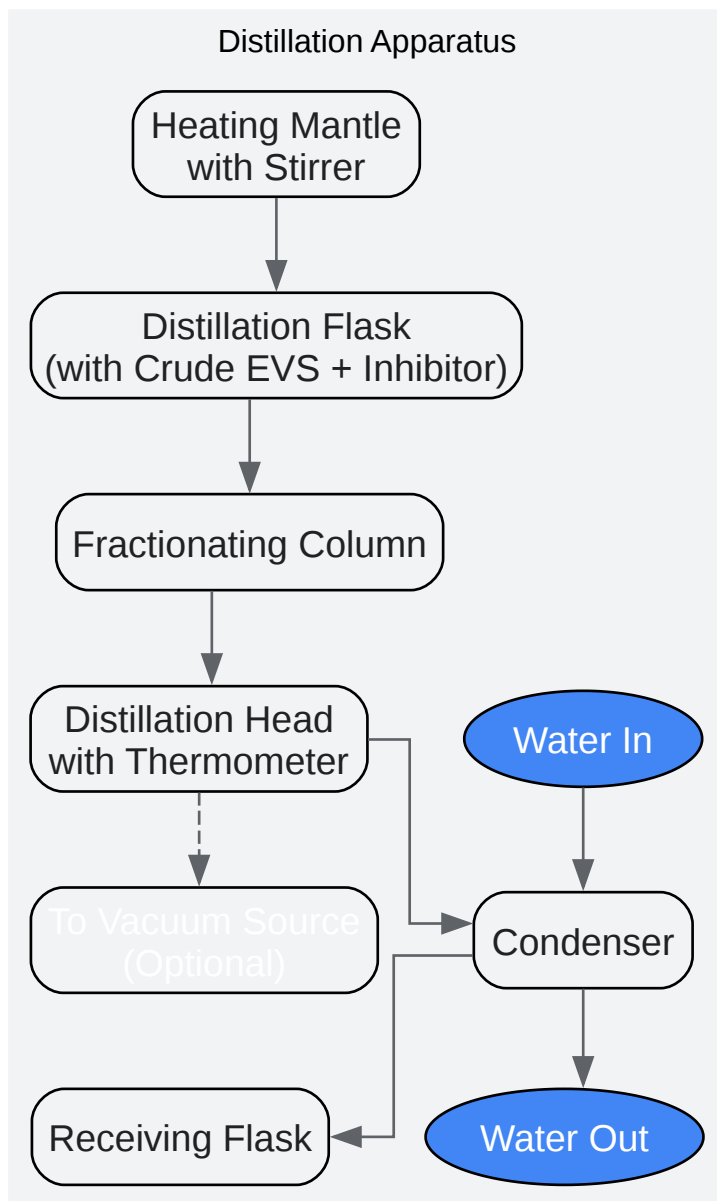 Distillation Apparatus
Heating Mantle
with Stirrer
Distillation Flask
(with Crude EVS + Inhibitor)
Fractionating Column
Distillation Head
with Thermometer
Water In
To Vacuum Source
(Optional)
Condenser
Receiving Flask
Water Out